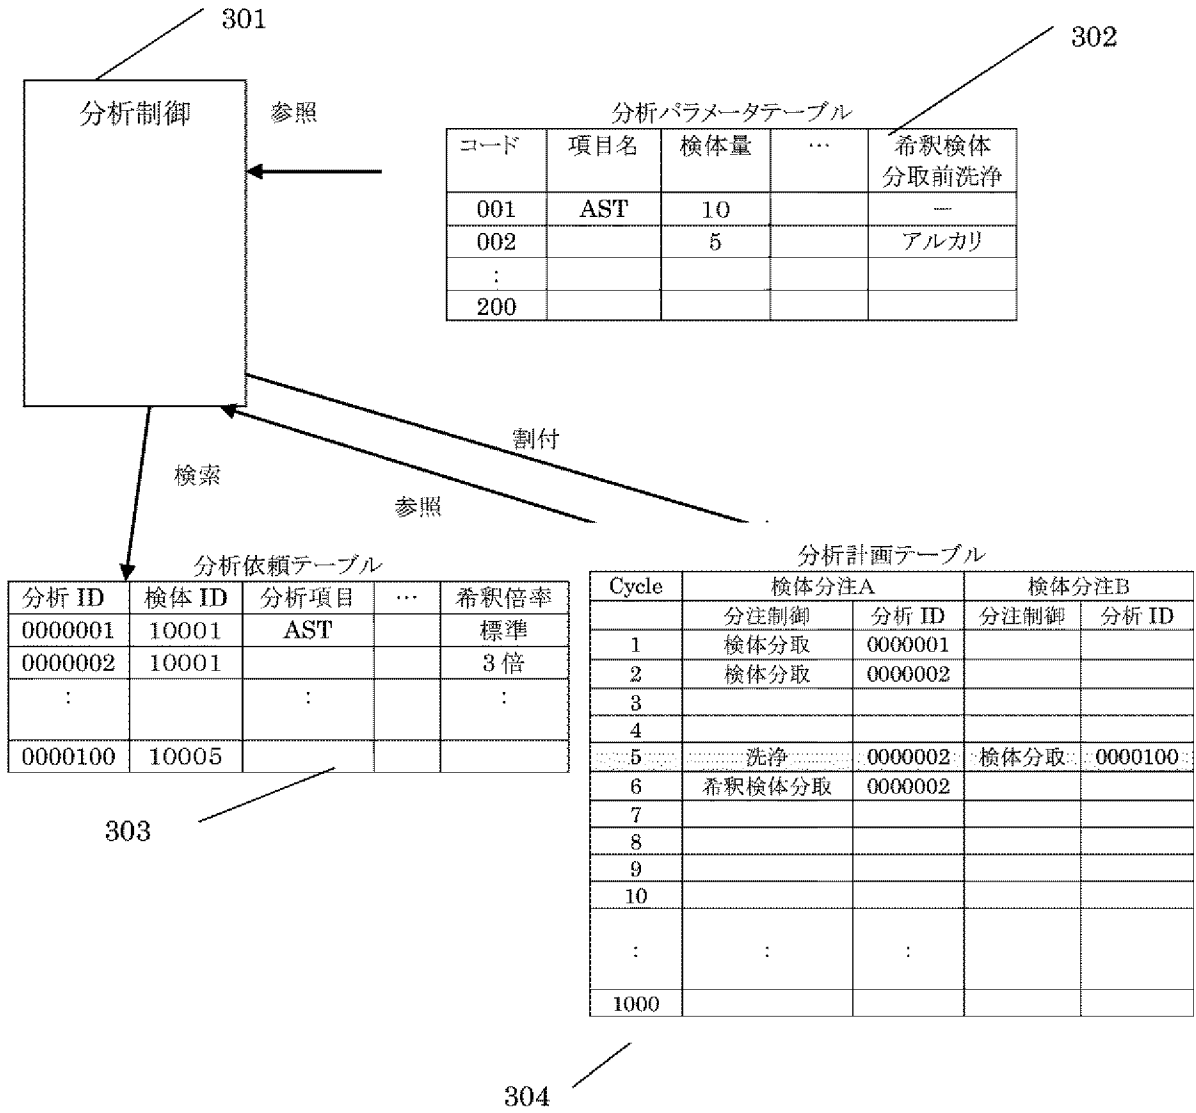 301
302
分析制御
参照
分析パラメータテーブル
コード 項目名 検体量 … 希釈検体
分取前洗浄
001 AST 10 —
002 5 アルカリ
:
200
割付
検索
参照
分析依頼テーブル
分析 ID 検体 ID 分析項目 … 希釈倍率
0000001 10001 AST 標準
0000002 10001 3倍
: : :
0000100 10005
303
分析計画テーブル
Cycle 検体分注A 検体分注B
分注制御 分析 ID 分注制御 分析 ID
1 検体分取 0000001
2 検体分取 0000002
3
4
5 洗浄 0000002 検体分取 0000100
6 希釈検体分取 0000002
7
8
9
10
: : :
1000
304